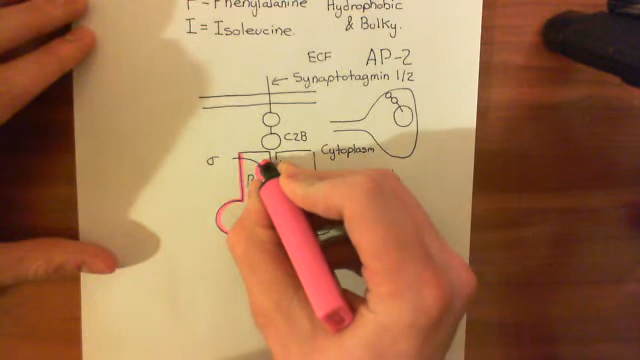 F - Phenylalanine Hydrophobic
I = Isoleucine. & Bulky.
ECF AP-2
Synaptotagmin 1/2
C2B
Cytoplasm
σ